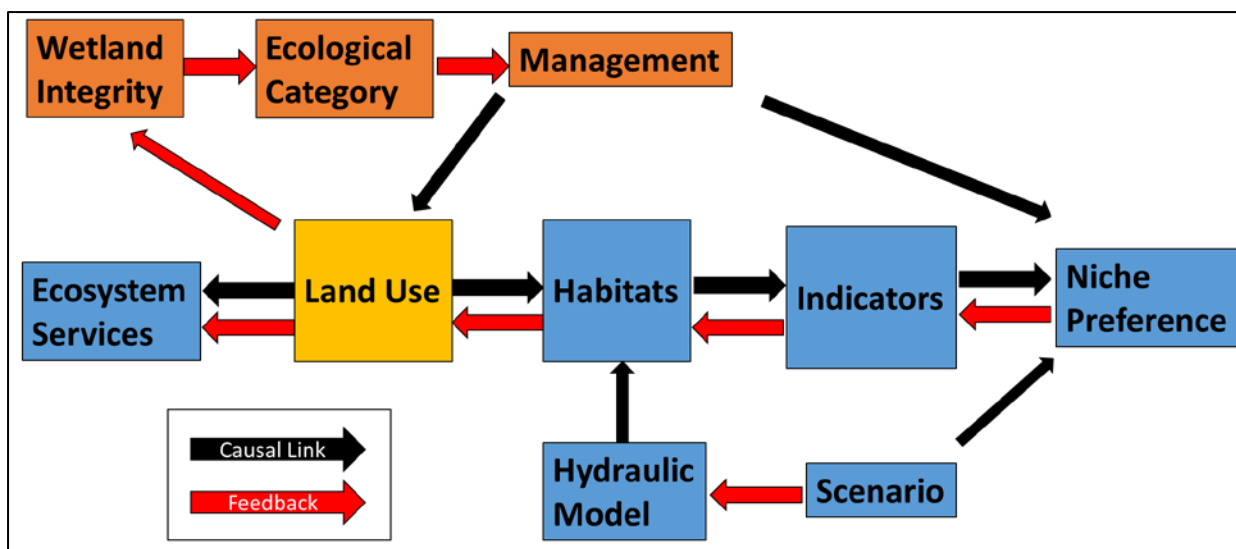 Wetland
Integrity
Ecological
Category
Management
Ecosystem
Services
Land Use
Habitats
Indicators
Niche
Preference
Causal Link
Feedback
Hydraulic
Model
Scenario